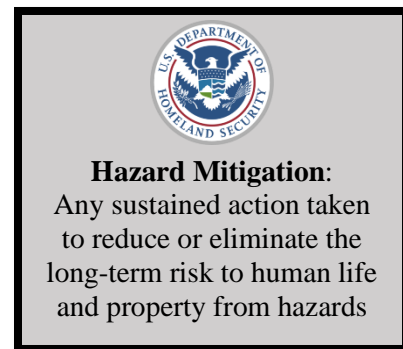 U.S. DEPARTMENT OF
HOMELAND SECURITY
Hazard Mitigation:
Any sustained action taken
to reduce or eliminate the
long-term risk to human life
and property from hazards